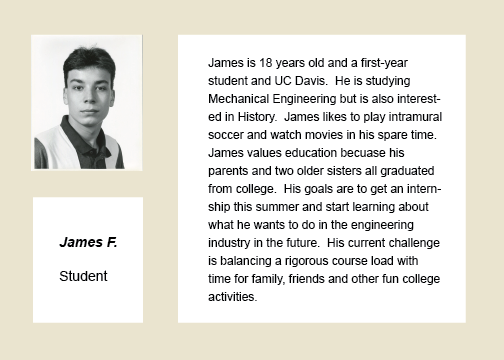 James is 18 years old and a first-year
student and UC Davis. He is studying
Mechanical Engineering but is also interest-
ed in History. James likes to play intramural
soccer and watch movies in his spare time.
James values education becuase his
parents and two older sisters all graduated
from college. His goals are to get an intern-
ship this summer and start learning about
what he wants to do in the engineering
industry in the future. His current challenge
is balancing a rigorous course load with
time for family, friends and other fun college
activities.
James F.
Student